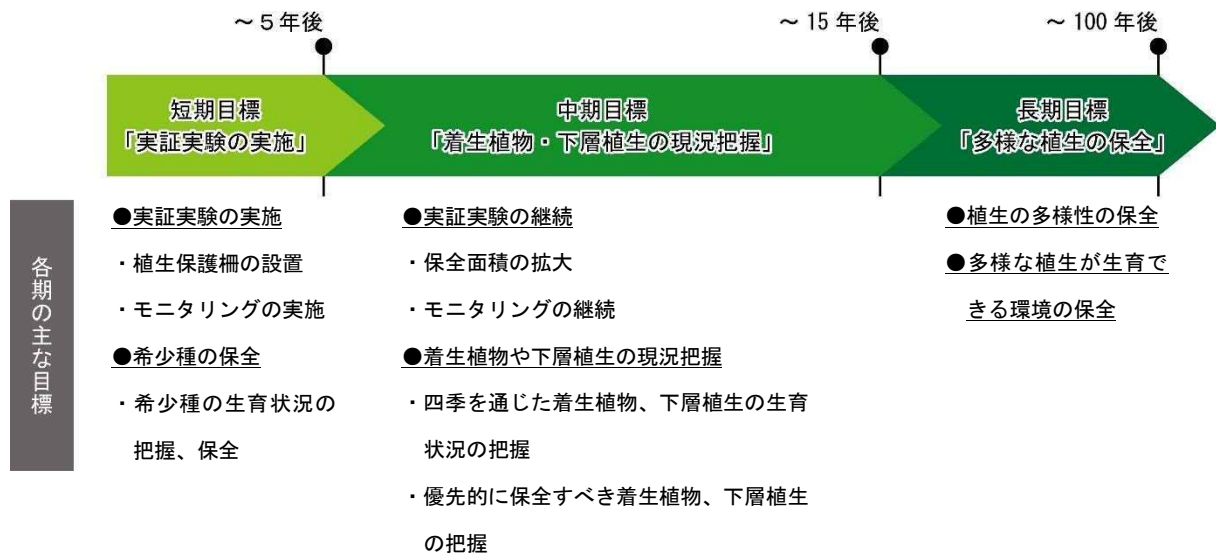 ～５年後
～ 15 年後
～ 100 年後
短期目標
「実証実験の実施」
中期目標
「着生植物・下層植生の現況把握」
長期目標
「多様な植生の保全」
各期の主な目標
●実証実験の実施
・植生保護柵の設置
・モニタリングの実施
●希少種の保全
・希少種の生育状況の
把握、保全
●実証実験の継続
・保全面積の拡大
・モニタリングの継続
●着生植物や下層植生の現況把握
・四季を通じた着生植物、下層植生の生育
状況の把握
・優先的に保全すべき着生植物、下層植生
の把握
●植生の多様性の保全
●多様な植生が生育で
きる環境の保全